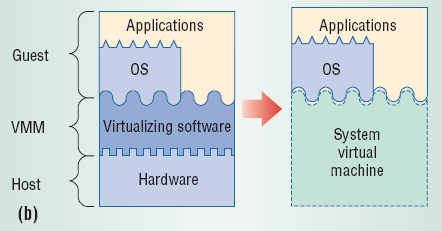 Guest
VMM
Host
(b)
Applications
OS
Virtualizing software
Hardware
Applications
OS
System
virtual
machine